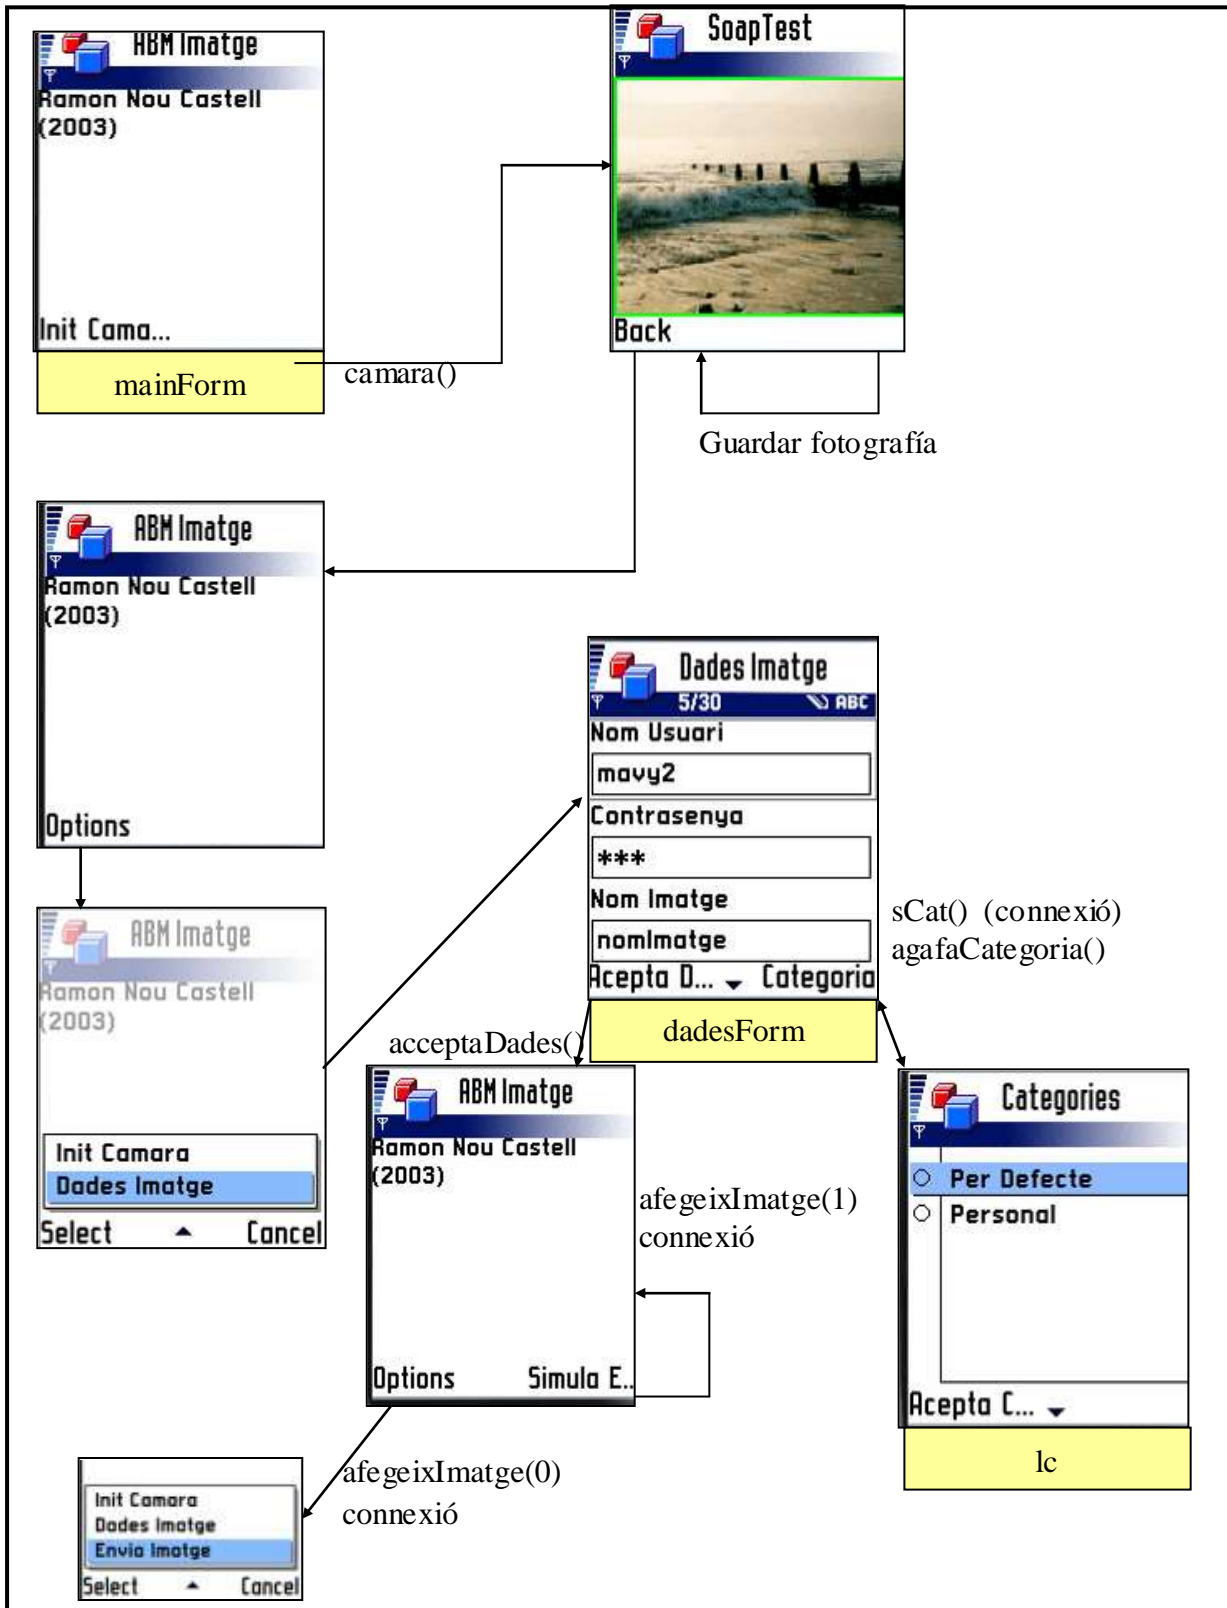 ABM Imatge
Ramon Nou Castell
(2003)
Init Cama...
mainForm
camara()
SoapTest
Back
Guardar fotografía
ABM Imatge
Ramon Nou Castell
(2003)
Options
ABM Imatge
Ramon Nou Castell
(2003)
Init Camara
Dades Imatge
Select
Cancel
Dades Imatge
5/30
ABC
Nom Usuari
mavy2
Contrasenya
***
Nom Imatge
nomImatge
Acepta D...
Categoria
dadesForm
sCat() (connexió)
agafaCategoria()
acceptaDades()
ABM Imatge
Ramon Nou Castell
(2003)
Options
Simula E..
afegeixImatge(1)
connexió
Categories
Per Defecte
Personal
Acepta C...
lc
afegeixImatge(0)
connexió
Init Camara
Dades Imatge
Envia Imatge
Select
Cancel